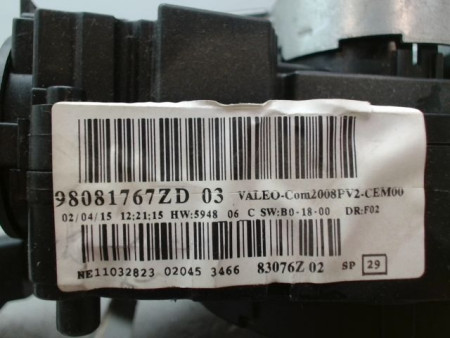 98081767ZD 03 VALEO-Com2008PV2-CEM00
02/04/15 12:21:15 HW:5948 06 C SW:B0-18-00 DR:F02
NE11032823 02045 3466 83076Z 02 SP 29